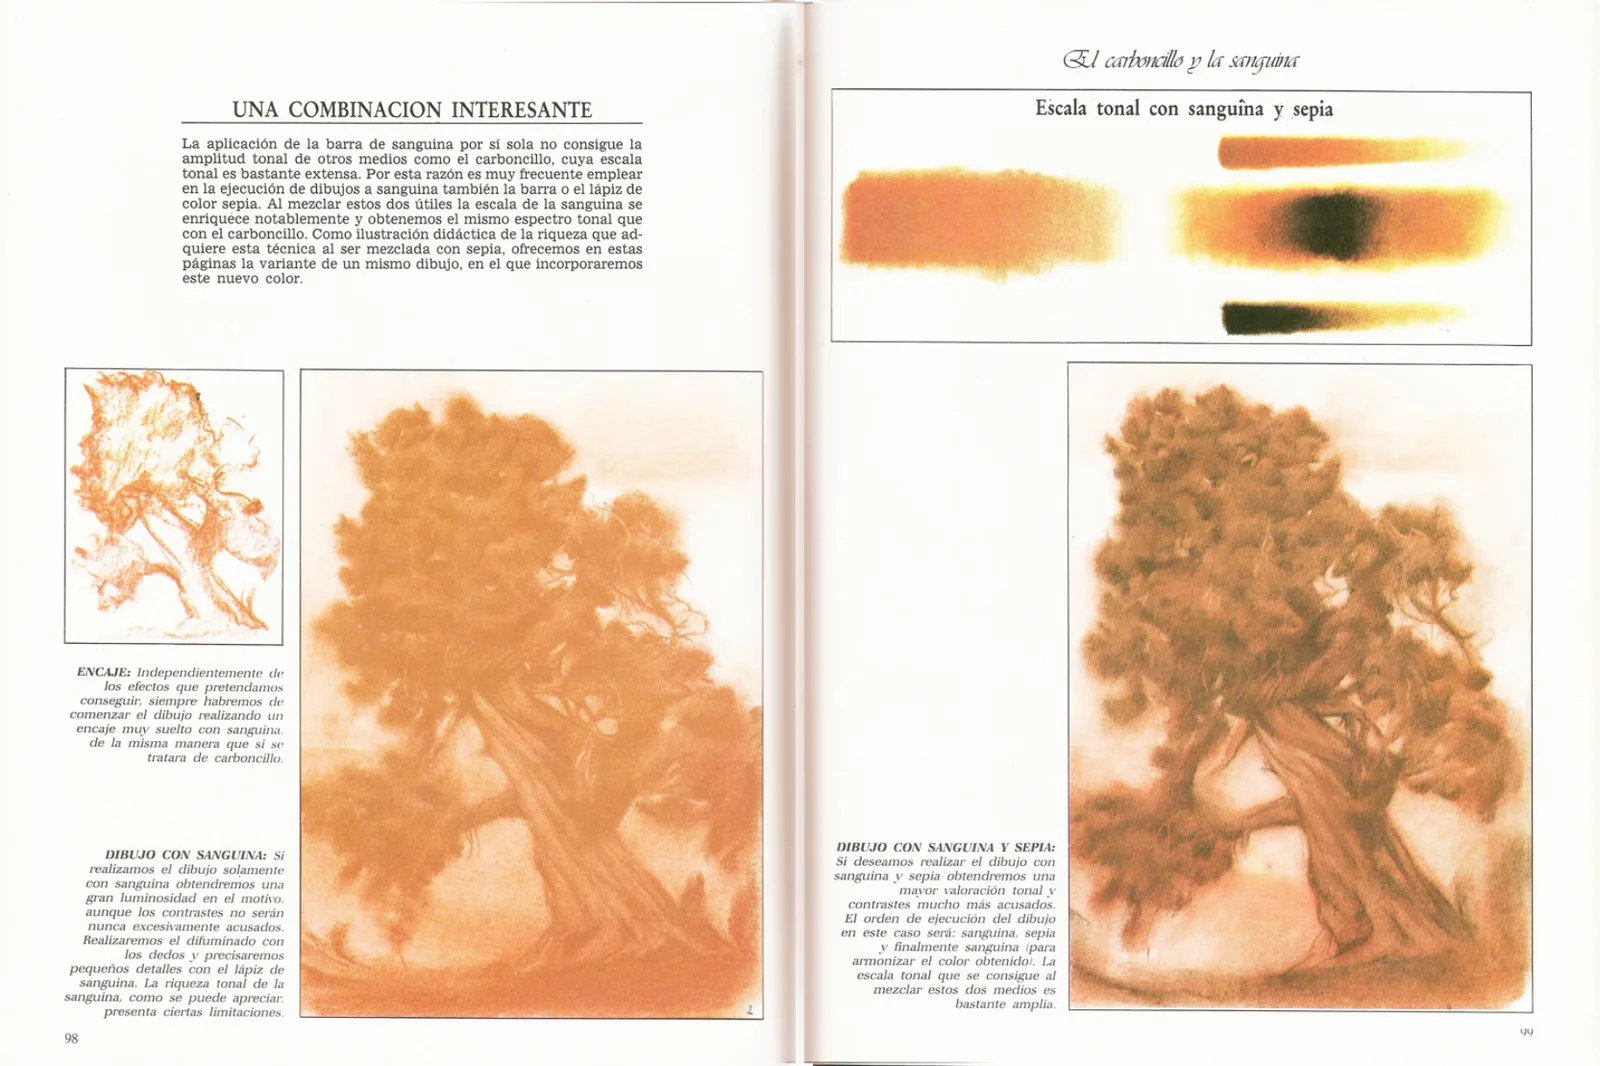 UNA COMBINACION INTERESANTE
La aplicación de la barra de sanguina por sí sola no consigue la
amplitud tonal de otros medios como el carboncillo, cuya escala
tonal es bastante extensa. Por esta razón es muy frecuente emplear
en la ejecución de dibujos a sanguina también la barra o el lápiz de
color sepia. Al mezclar estos dos útiles la escala de la sanguina se
enriquece notablemente y obtenemos el mismo espectro tonal que
con el carboncillo. Como ilustración didáctica de la riqueza que ad-
quiere esta técnica al ser mezclada con sepia, ofrecemos en estas
páginas la variante de un mismo dibujo, en el que incorporaremos
este nuevo color.
ENCAJE: Independientemente de
los efectos que pretendamos
conseguir, siempre habremos de
comenzar el dibujo realizando un
encaje muy suelto con sanguina.
de la misma manera que si se
tratara de carboncillo.
DIBUJO CON SANGUINA: Si
realizamos el dibujo solamente
con sanguina obtendremos una
gran luminosidad en el motivo.
aunque los contrastes no serán
nunca excesivamente acusados.
Realizaremos el difuminado con
los dedos y precisaremos
pequeños detalles con el lápiz de
sanguina. La riqueza tonal de la
sanguina, como se puede apreciar.
presenta ciertas limitaciones.
98
El carboncillo y la sanguina
Escala tonal con sanguina y sepia
DIBUJO CON SANGUINA Y SEPIA:
Si deseamos realizar el dibujo con
sanguina y sepia obtendremos una
mayor valoración tonal y
contrastes mucho más acusados.
El orden de ejecución del dibujo
en este caso será: sanguina, sepia
y finalmente sanguina (para
armonizar el color obtenido). La
escala tonal que se consigue al
mezclar estos dos medios es
bastante amplia.
99